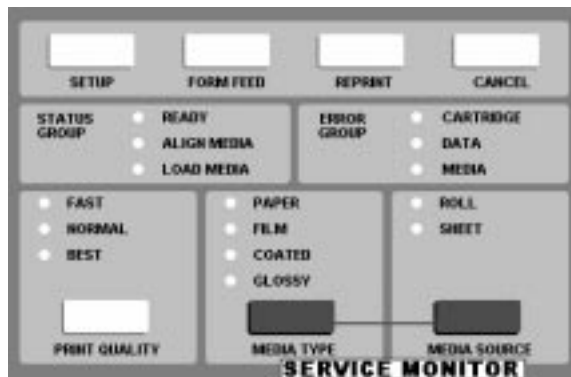 SETUP FORM FEED REPRINT CANCEL
STATUS GROUP
READY
ALIGN MEDIA
LOAD MEDIA
ERROR GROUP
CARTRIDGE
DATA
MEDIA
FAST
NORMAL
BEST
PRINT QUALITY
PAPER
FILM
COATED
GLOSSY
MEDIA TYPE
ROLL
SHEET
MEDIA SOURCE
SERVICE MONITOR